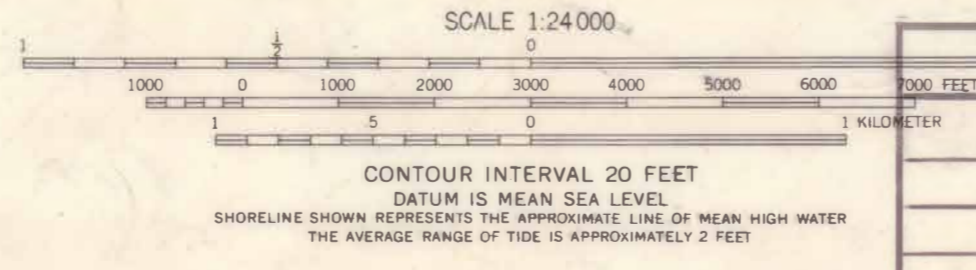 SCALE 1:24 000
1 1/2 0
1000 0 1000 2000 3000 4000 5000 6000 7000 FEET
1 5 0 1 KILOMETER
CONTOUR INTERVAL 20 FEET
DATUM IS MEAN SEA LEVEL
SHORELINE SHOWN REPRESENTS THE APPROXIMATE LINE OF MEAN HIGH WATER
THE AVERAGE RANGE OF TIDE IS APPROXIMATELY 2 FEET